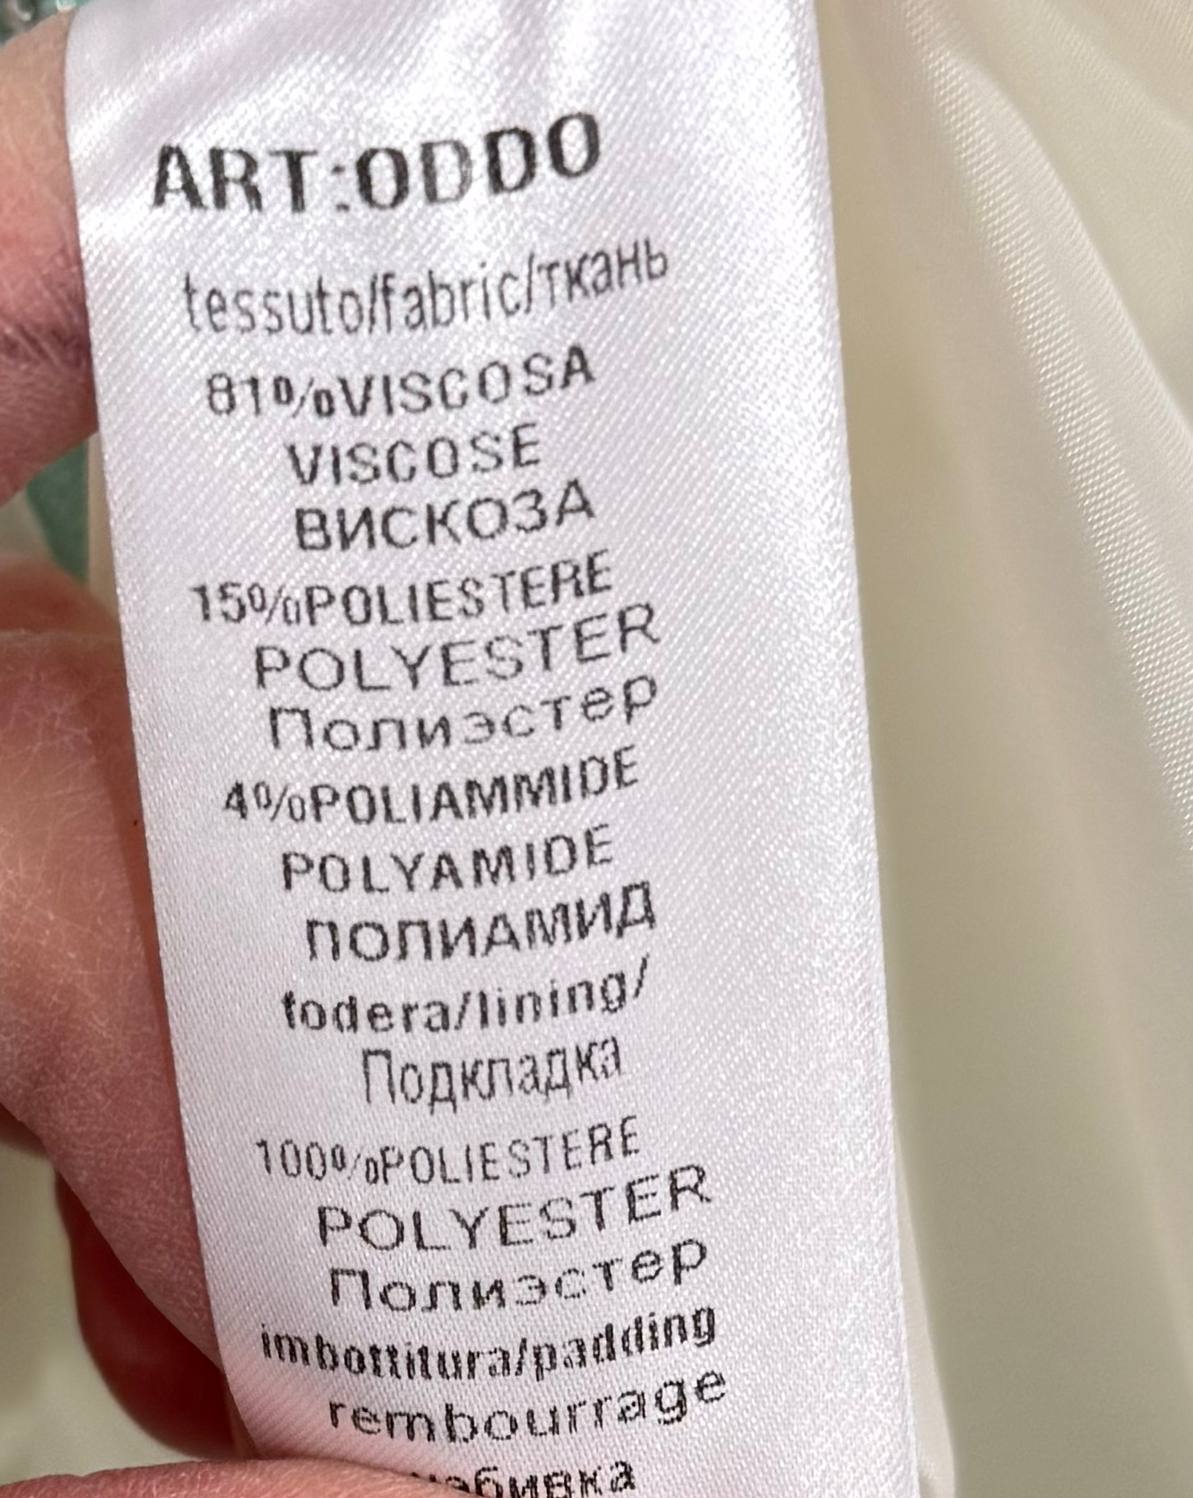 ART:ODDO
tessuto/fabric/ткань
81%VISCOSA
VISCOSE
ВИСКОЗА
15%POLIESTERE
POLYESTER
Полиэстер
4%POLIAMMIDE
POLYAMIDE
ПОЛИАМИД
fodera/lining/
Подкладка
100%POLIESTERE
POLYESTER
Полиэстер
imbottitura/padding
rembourrage
набивка